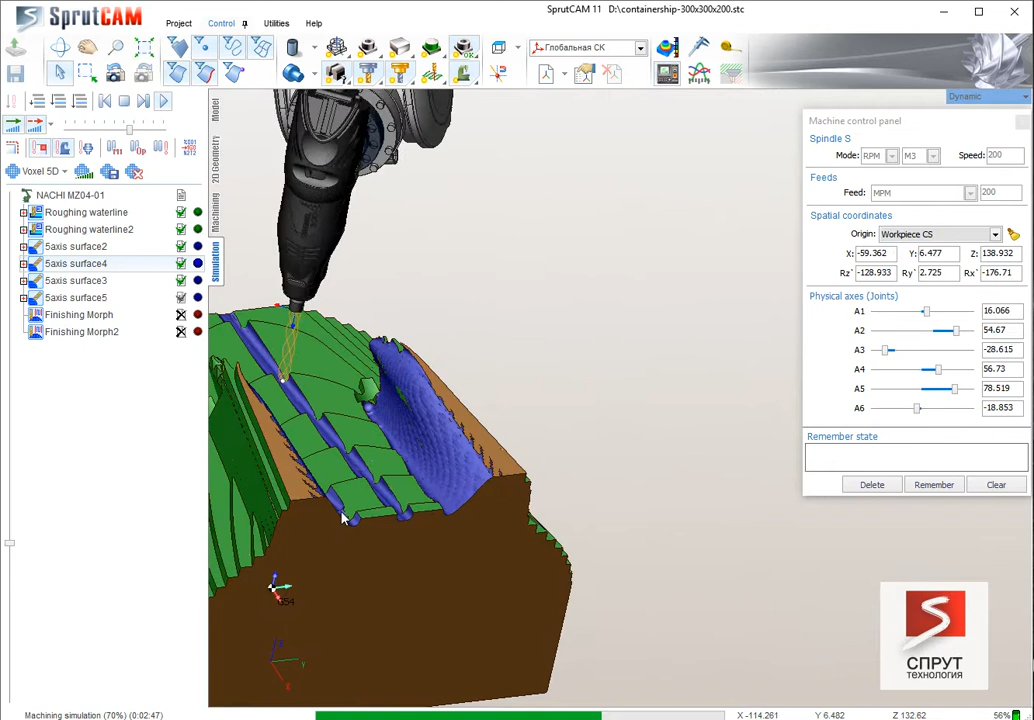 SprutCAM
Project
Control
Utilities
Help
SprutCAM 11 D:\containership-300x300x200.stc
Глобальная СК
Dynamic
Voxel 5D
NACHI MZ04-01
Roughing waterline
Roughing waterline2
5axis surface2
5axis surface4
5axis surface3
5axis surface5
Finishing Morph
Finishing Morph2
Model
2D Geometry
Machining
Simulation
G54
Z
Y
X
Machine control panel
Spindle S
Mode: RPM M3 Speed: 200
Feeds
Feed: MPM 200
Spatial coordinates
Origin: Workpiece CS
X: -59.362 Y: 6.477 Z: 138.932
Rz` -128.933 Ry` 2.725 Rx` -176.71
Physical axes (Joints)
A1 16.066
A2 54.67
A3 -28.615
A4 56.73
A5 78.519
A6 -18.853
Remember state
Delete Remember Clear
СПРУТ
ТЕХНОЛОГИЯ
Machining simulation (70%) (0:02:47)
X -114.261 Y 6.482 Z 132.62 56%